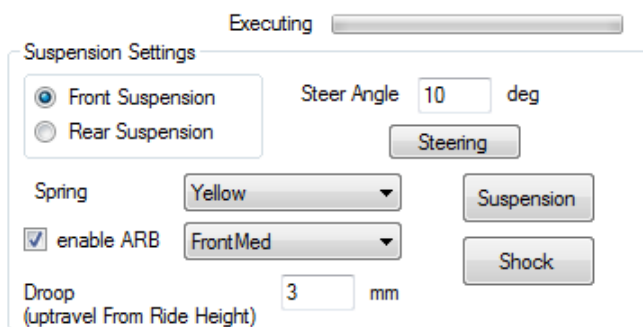 Executing
Suspension Settings
Front Suspension
Steer Angle 10 deg
Rear Suspension
Steering
Spring Yellow
Suspension
enable ARB FrontMed
Shock
Droop 3 mm
(uptravel From Ride Height)